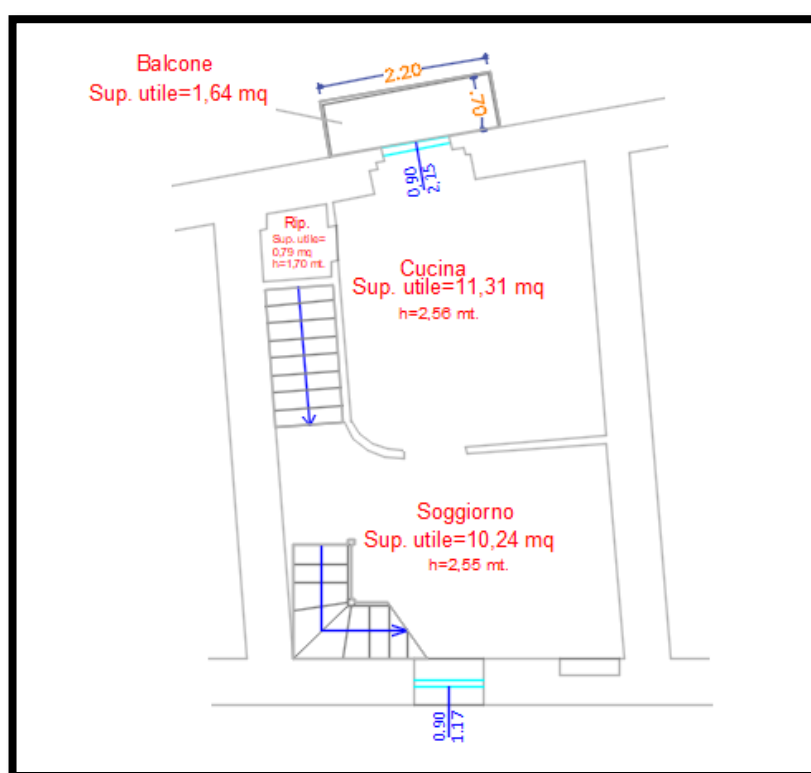 Balcone
Sup. utile=1,64 mq
2.20
.70
0.90
2.15
Rip.
Sup. utile=
0,79 mq
h=1,70 mt.
Cucina
Sup. utile=11,31 mq
h=2,56 mt.
Soggiorno
Sup. utile=10,24 mq
h=2,55 mt.
0.90
1.17